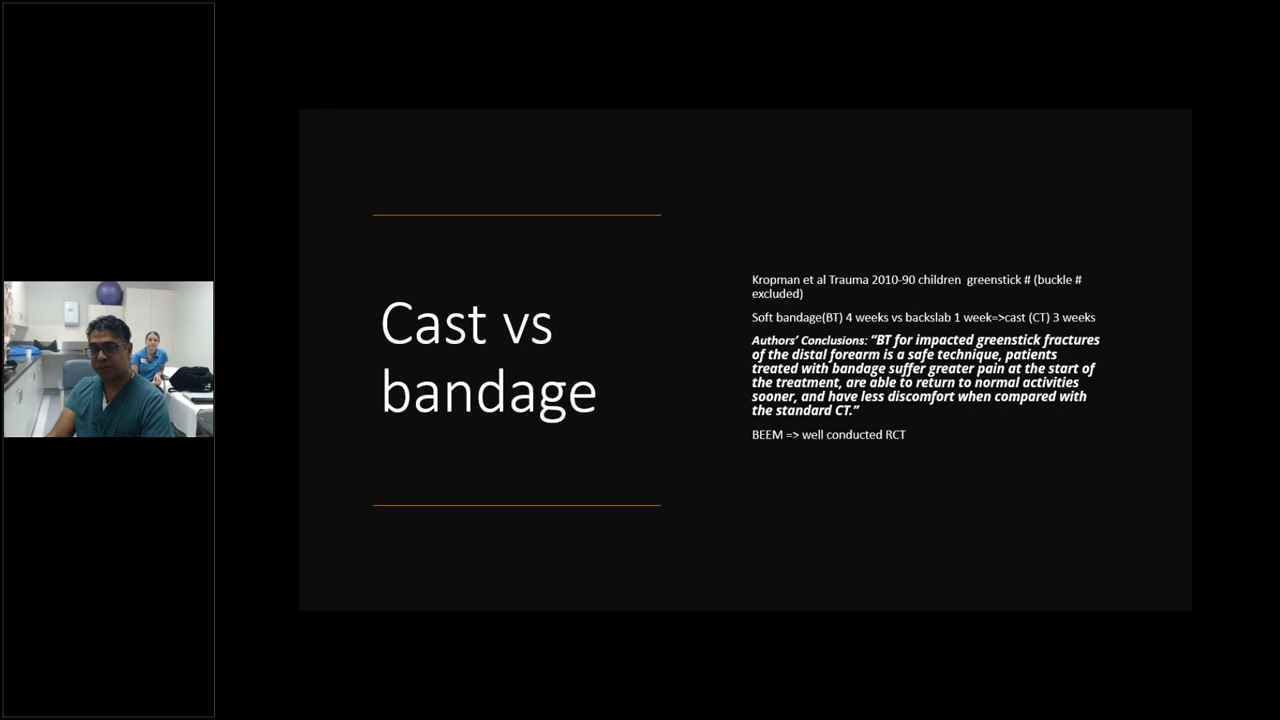 Cast vs
bandage
Kropman et al Trauma 2010-90 children  greenstick # (buckle #
excluded)
Soft bandage(BT) 4 weeks vs backslab 1 week=>cast (CT) 3 weeks
Authors’ Conclusions: “BT for impacted greenstick fractures
of the distal forearm is a safe technique, patients
treated with bandage suffer greater pain at the start of
the treatment, are able to return to normal activities
sooner, and have less discomfort when compared with
the standard CT.”
BEEM => well conducted RCT